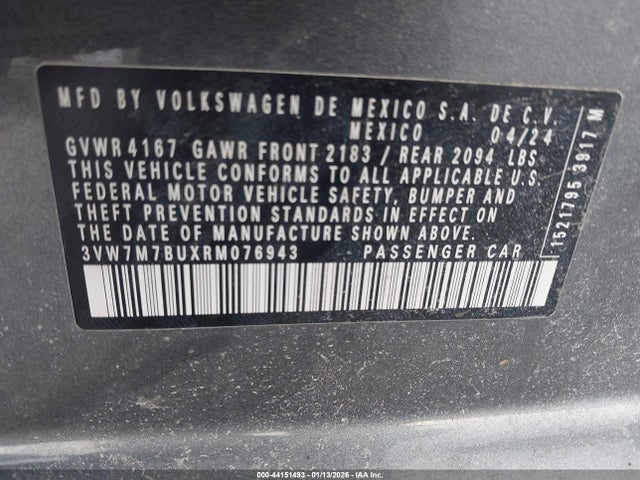 MFD BY VOLKSWAGEN DE MEXICO S.A. DE C.V.
MEXICO 04/24
GVWR 4167 GAWR FRONT 2183 / REAR 2094 LBS
THIS VEHICLE CONFORMS TO ALL APPLICABLE U.S.
FEDERAL MOTOR VEHICLE SAFETY, BUMPER AND
THEFT PREVENTION STANDARDS IN EFFECT ON
THE DATE OF MANUFACTURE SHOWN ABOVE.
3VW7M7BUXRM076943 PASSENGER CAR
1521795 3917 M
000-44151493 - 01/13/2026 - IAA Inc.